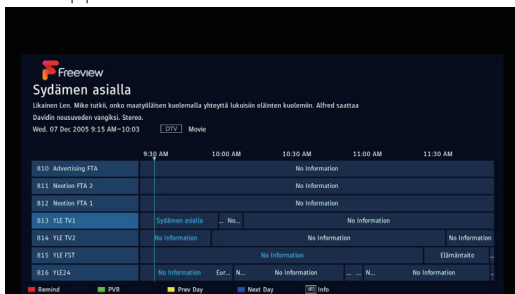 Freeview
Sydämen asialla
Likainen Len. Mike tutkii, onko maatyöläisen kuolemalla yhteyttä lukuisiin eläinten kuolemiin. Alfred saattaa
Davidin nousuveden vangiksi. Stereo.
Wed. 07 Dec 2005 9:15 AM~10:03 DTV Movie
9:30 AM 10:00 AM 10:30 AM 11:00 AM 11:30 AM
810 Advertising FTA No Information
811 Neotion FTA 2 No Information
812 Neotion FTA 1 No Information
813 YLE TV1 Sydämen asialla ... No... No Information
814 YLE TV2 No Information No Information No Information
815 YLE FST No Information Elämäntaito ...
816 YLE24 No Information Eur... N... No Information ... ... N... No Information ...
Remind PVR Prev Day Next Day INFO Info